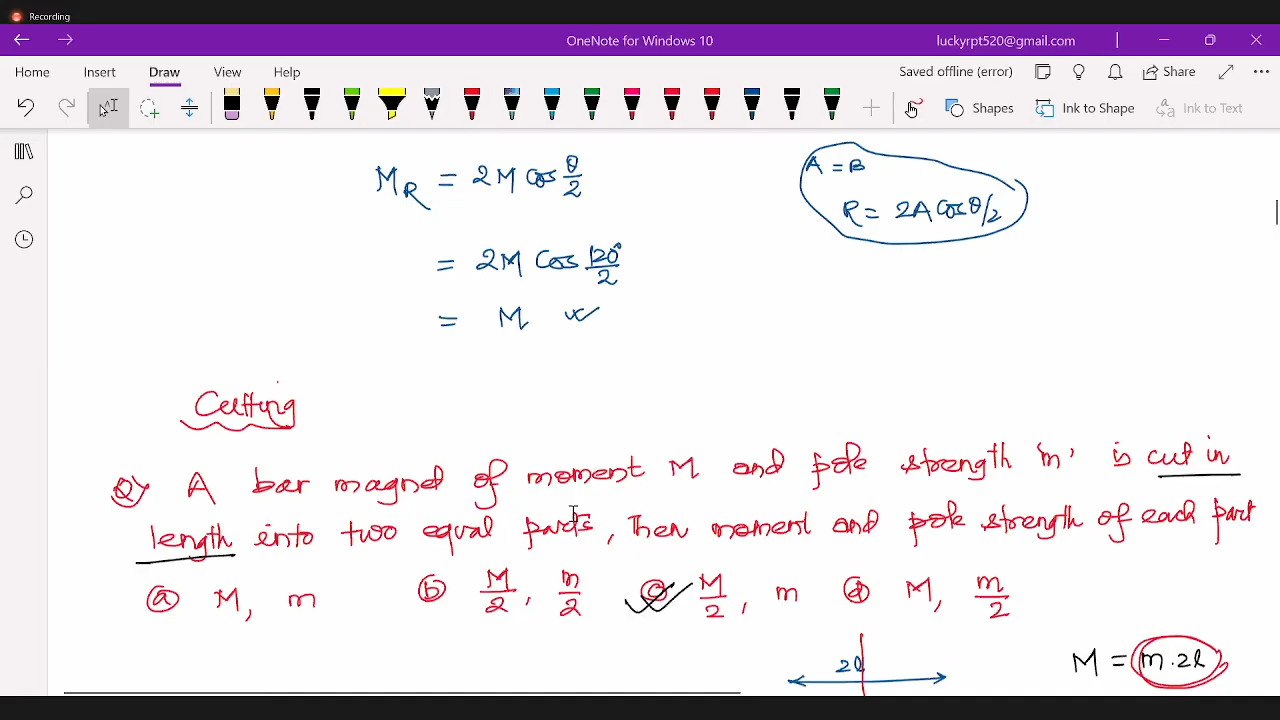 Recording
OneNote for Windows 10
luckyrpt520@gmail.com
Home Insert Draw View Help
Saved offline (error)
Share
Shapes
Ink to Shape
Ink to Text
M_R = 2M Cos θ/2
= 2M Cos 120°/2
= M
A = B
R = 2A Cos θ/2
Cutting
Q) A bar magnet of moment M and pole strength 'm' is cut in
length into two equal parts, Then moment and pole strength of each part
ⓐ M, m ⓑ M/2, m/2 ⓒ M/2, m ⓓ M, m/2
2l
M = m.2l